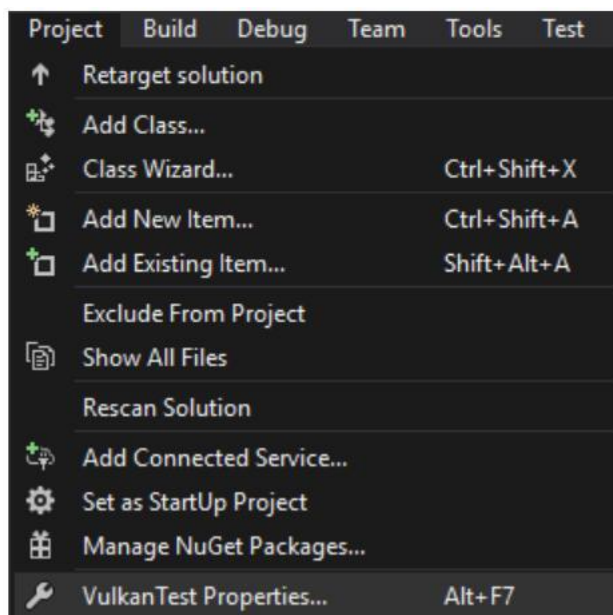 Project Build Debug Team Tools Test
Retarget solution
Add Class...
Class Wizard... Ctrl+Shift+X
Add New Item... Ctrl+Shift+A
Add Existing Item... Shift+Alt+A
Exclude From Project
Show All Files
Rescan Solution
Add Connected Service...
Set as StartUp Project
Manage NuGet Packages...
VulkanTest Properties... Alt+F7